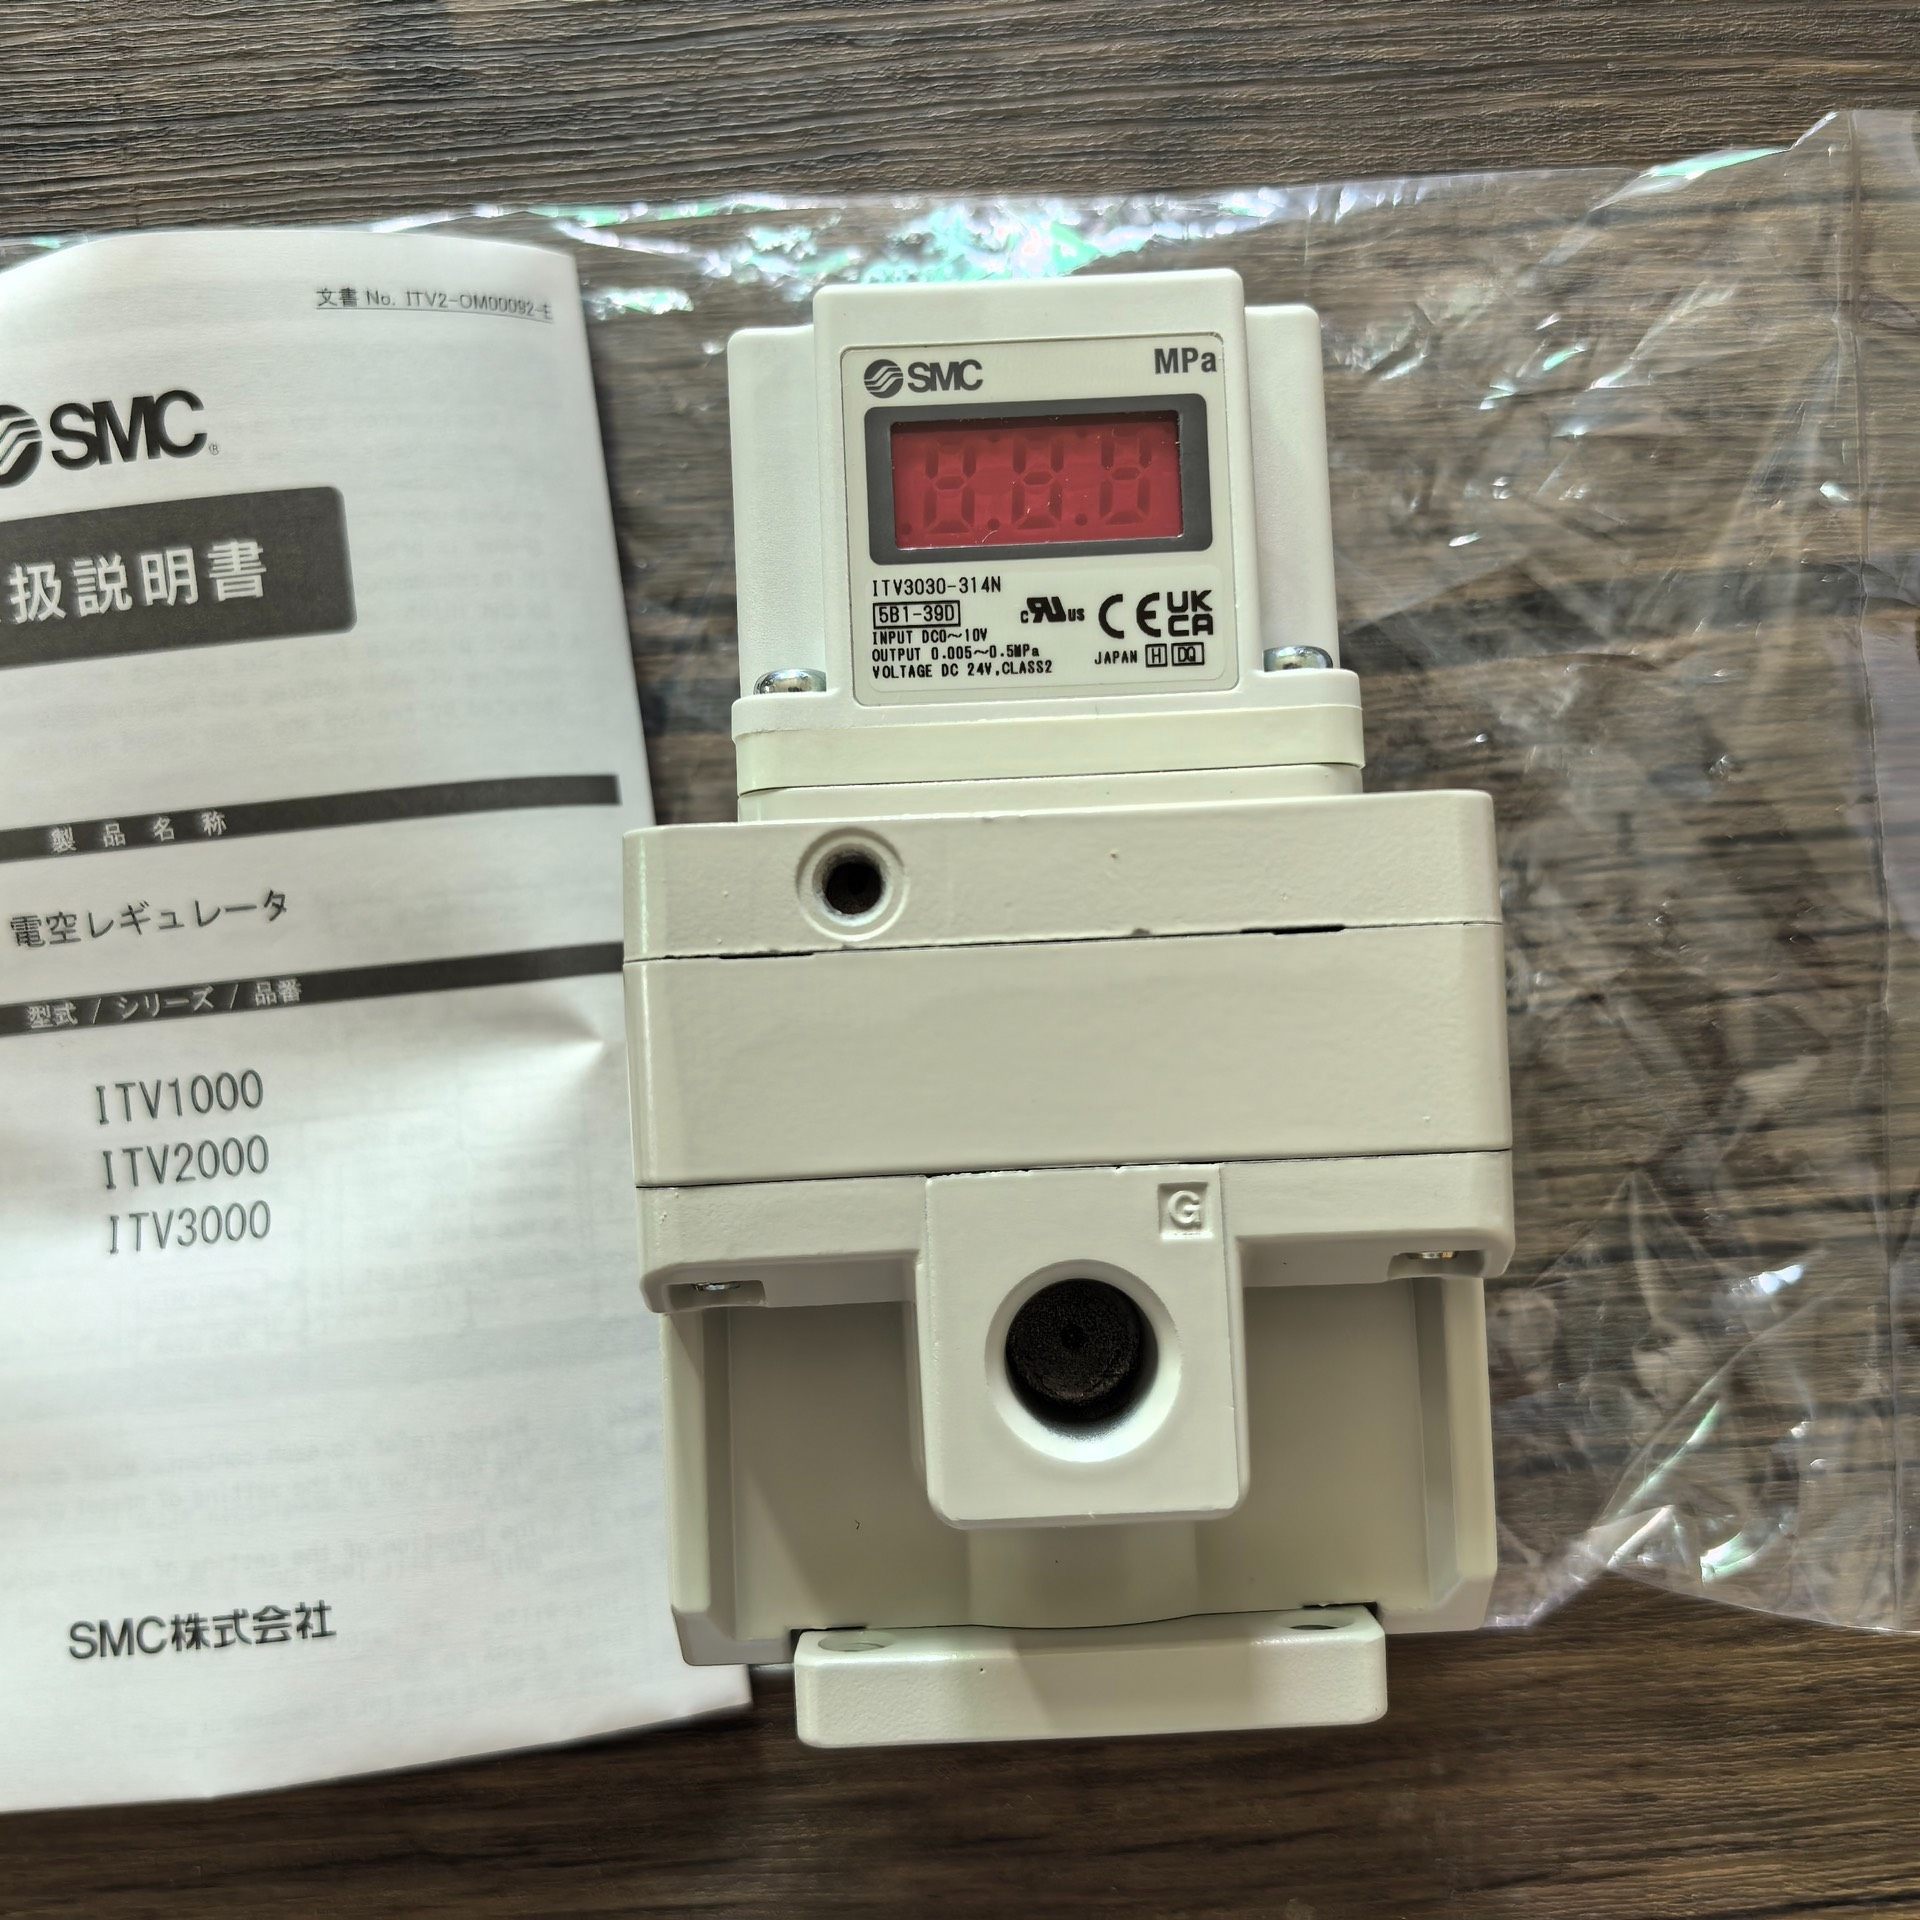 文書 No. ITV2-OM00092-E
SMC®
扱説明書
製品名称
電空レギュレータ
型式 / シリーズ / 品番
ITV1000
ITV2000
ITV3000
SMC株式会社
SMC MPa
ITV3030-314N
5B1-39D
INPUT DC0～10V
OUTPUT 0.005～0.5MPa
VOLTAGE DC 24V,CLASS2
c us CE UK CA
JAPAN H DQ
G